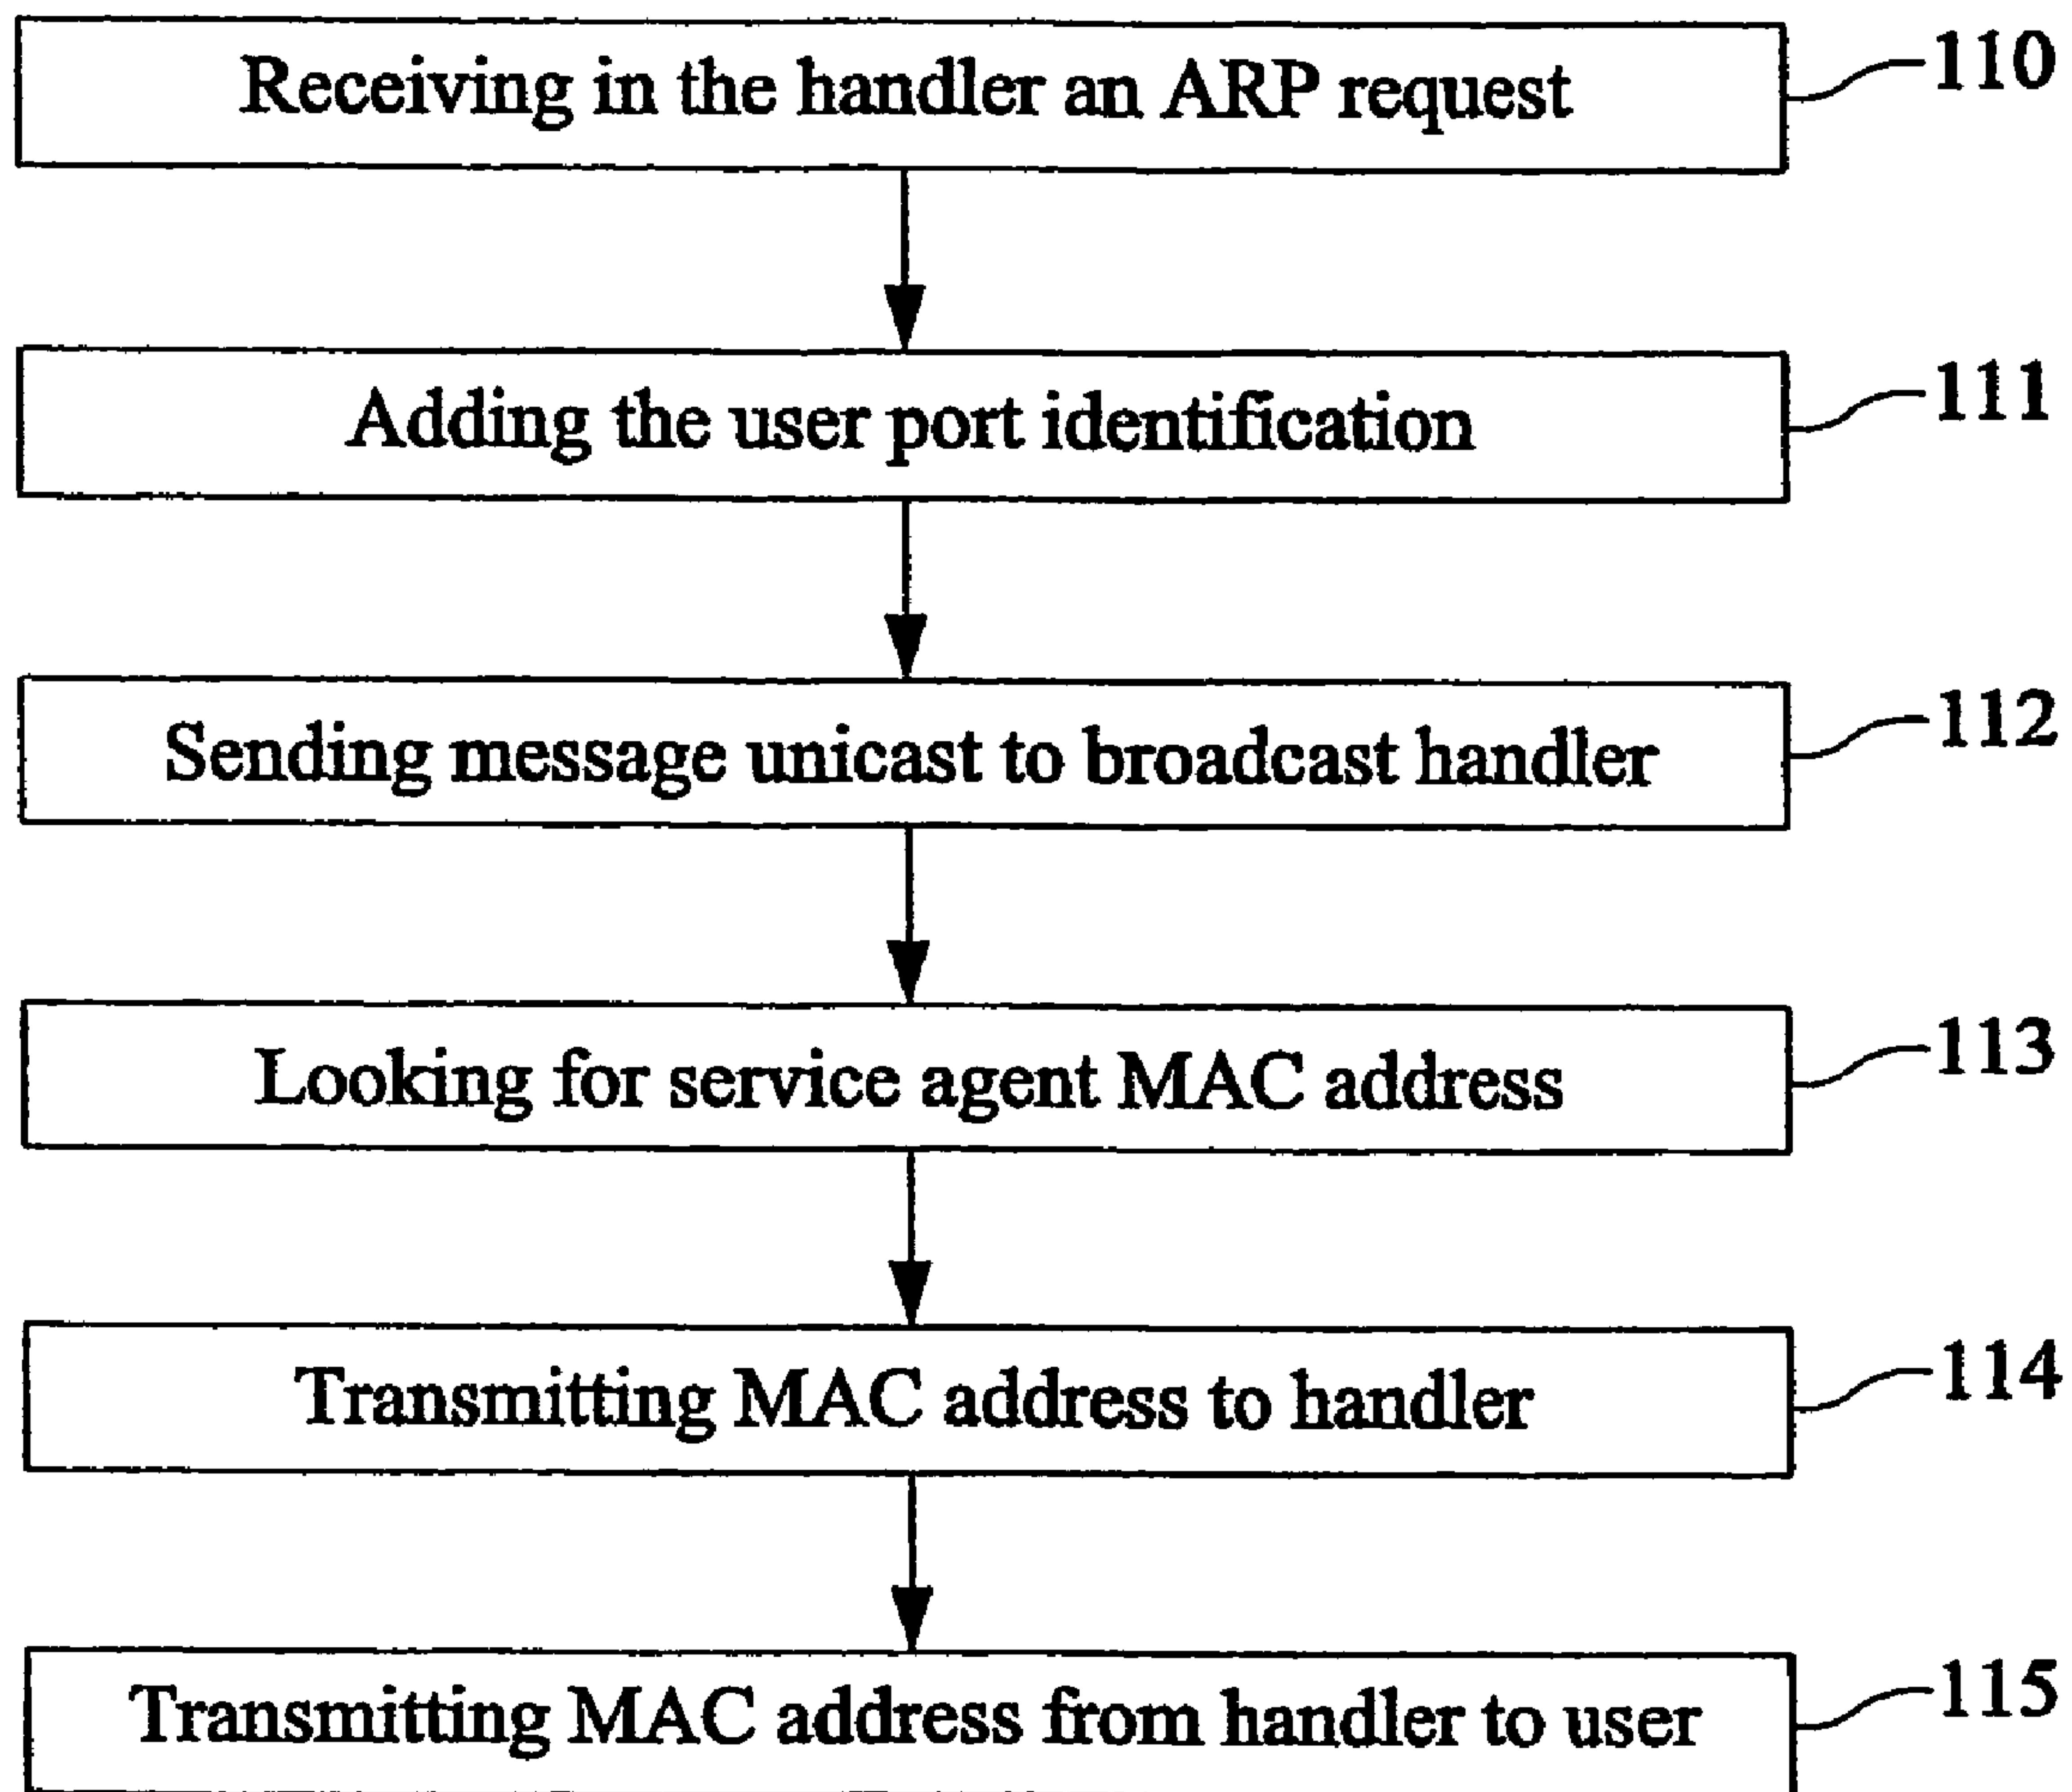 Receiving in the handler an ARP request 110
Adding the user port identification 111
Sending message unicast to broadcast handler 112
Looking for service agent MAC address 113
Transmitting MAC address to handler 114
Transmitting MAC address from handler to user 115